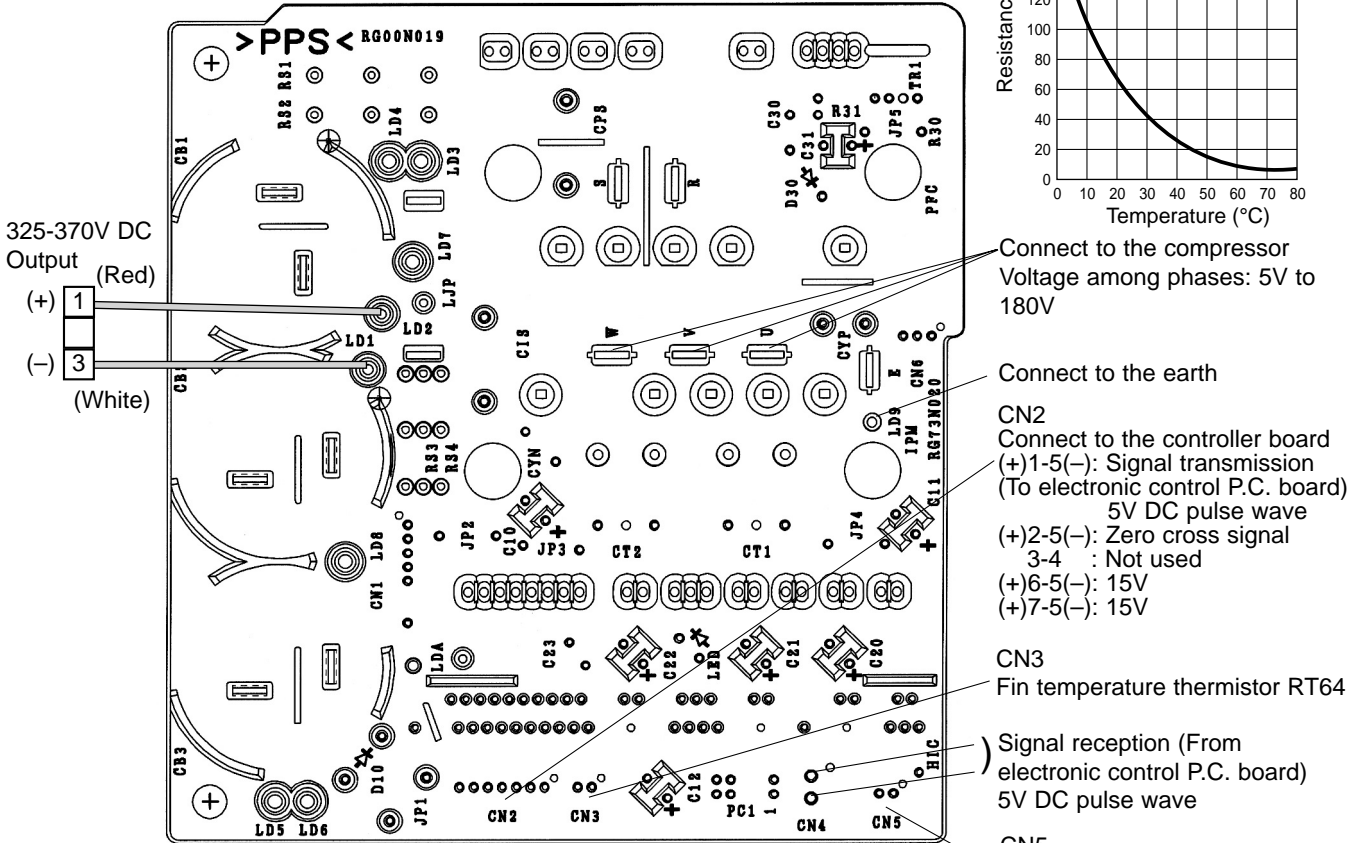 >PPS< RG00N019
RS1
RS2
LD4
LD3
CB1
CPS
S
R
C30
R31
C31
D30
JP5
TR1
R30
PFC
LD7
LJP
LD2
LD1
CIS
W
V
U
CYP
E
CN6
LD9
IPM
RG73N020
RS3
RS4
CYN
C10
JP2
JP3
CT2
CT1
JP4
C11
LD8
CN1
LDA
C23
C22
LED
C21
C20
CB3
D10
LD5 LD6
JP1
CN2
CN3
C12
PC1
1
CN4
CN5
HIC
325-370V DC
Output
(Red)
(+) 1
(–) 3
(White)
Resistanc
120
100
80
60
40
20
0
0 10 20 30 40 50 60 70 80
Temperature (°C)
Connect to the compressor
Voltage among phases: 5V to
180V
Connect to the earth
CN2
Connect to the controller board
(+)1-5(–): Signal transmission
(To electronic control P.C. board)
5V DC pulse wave
(+)2-5(–): Zero cross signal
3-4 : Not used
(+)6-5(–): 15V
(+)7-5(–): 15V
CN3
Fin temperature thermistor RT64
Signal reception (From
electronic control P.C. board)
5V DC pulse wave
CN5